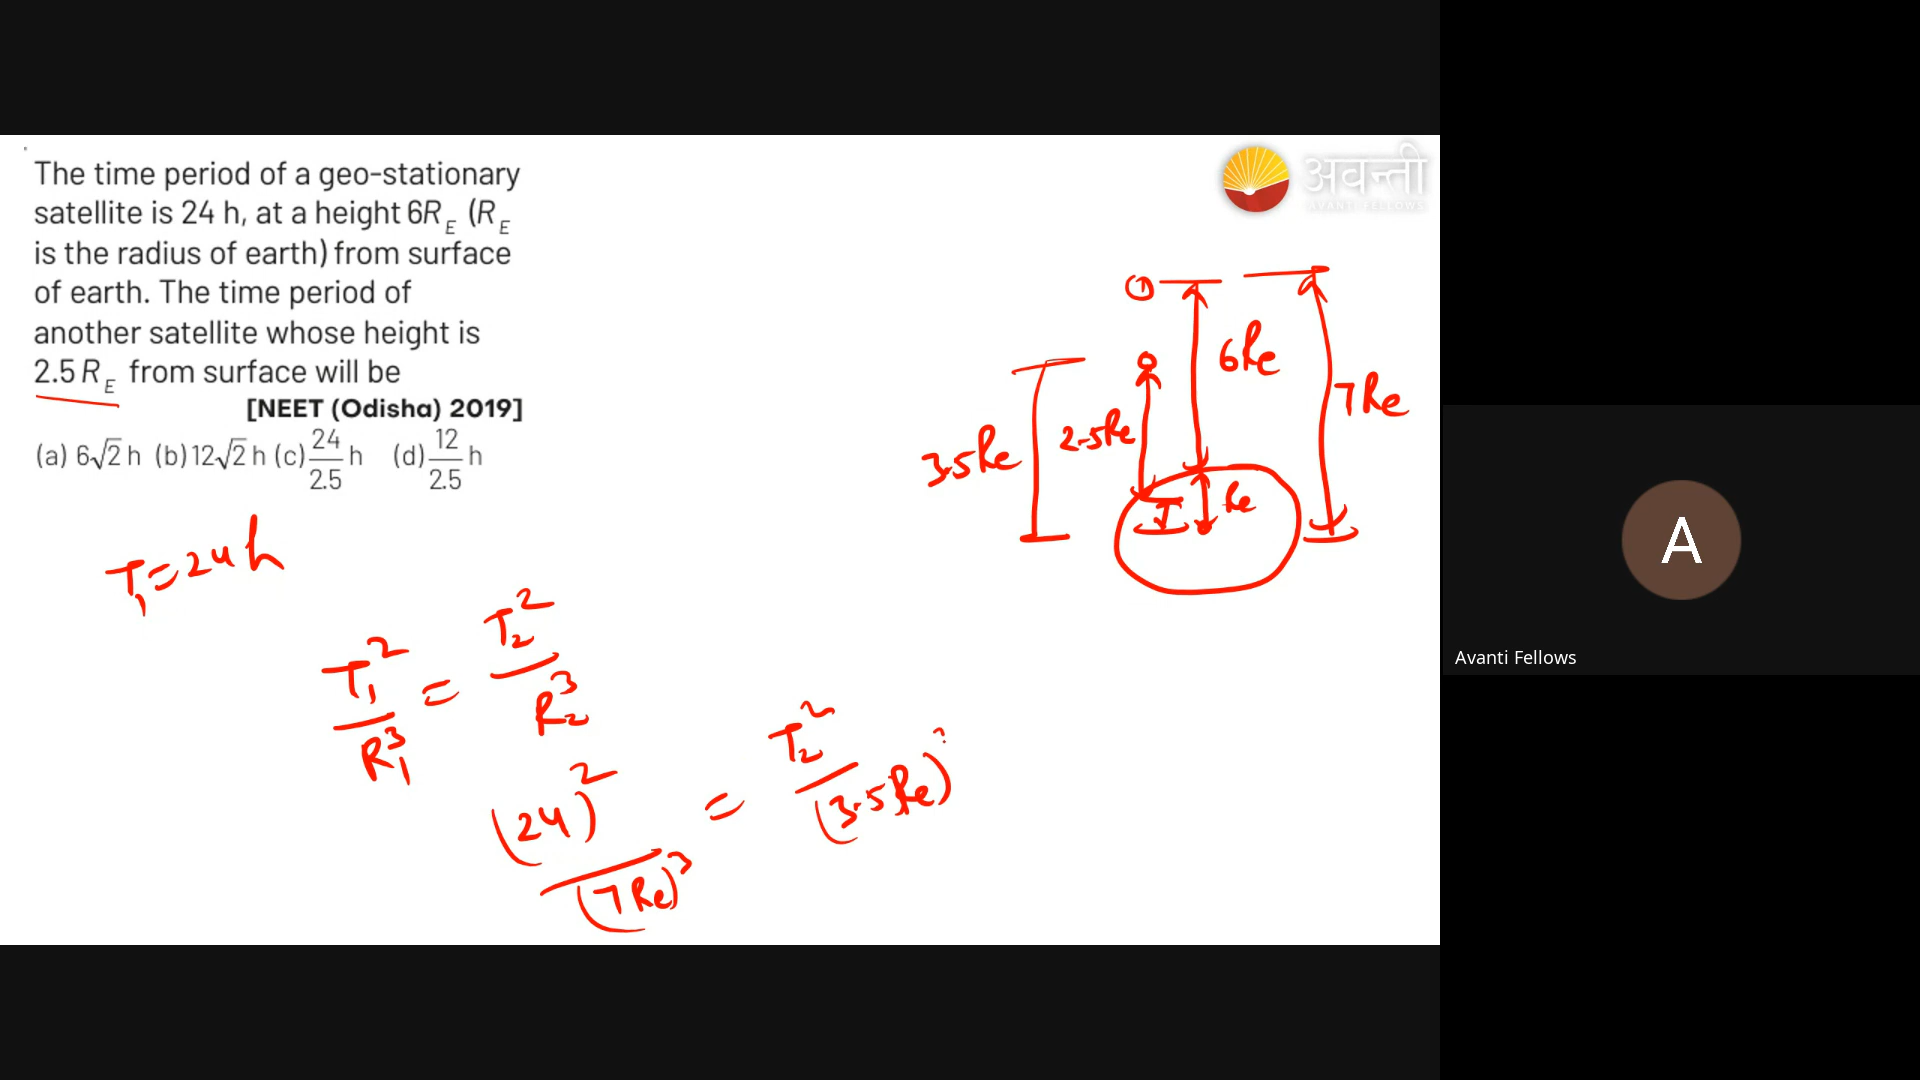 The time period of a geo-stationary
satellite is 24 h, at a height 6R_E (R_E
is the radius of earth) from surface
of earth. The time period of
another satellite whose height is
2.5 R_E from surface will be
[NEET (Odisha) 2019]
(a) 6√2 h (b) 12√2 h (c) 24/2.5 h (d) 12/2.5 h
अवन्ती
AVANTI FELLOWS
①
6Re
7Re
2.5Re
3.5Re
Re
T₁ = 24 h
T₁²/R₁³ = T₂²/R₂³
(24)²/(7Re)³ = T₂²/(3.5Re)
A
Avanti Fellows